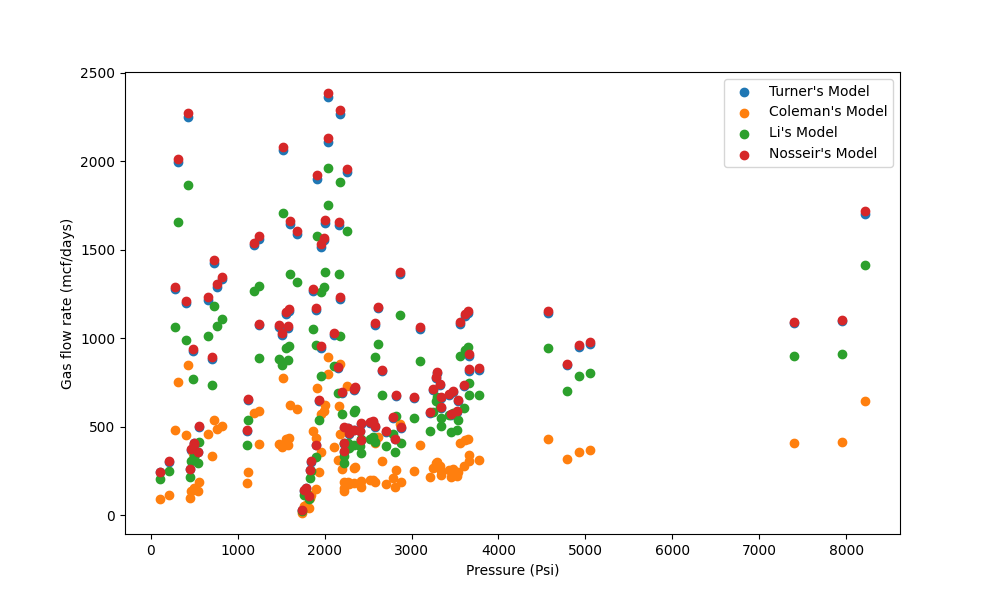 2500
2000
1500
1000
500
0
Gas flow rate (mcf/days)
Turner's Model
Coleman's Model
Li's Model
Nosseir's Model
0 1000 2000 3000 4000 5000 6000 7000 8000
Pressure (Psi)